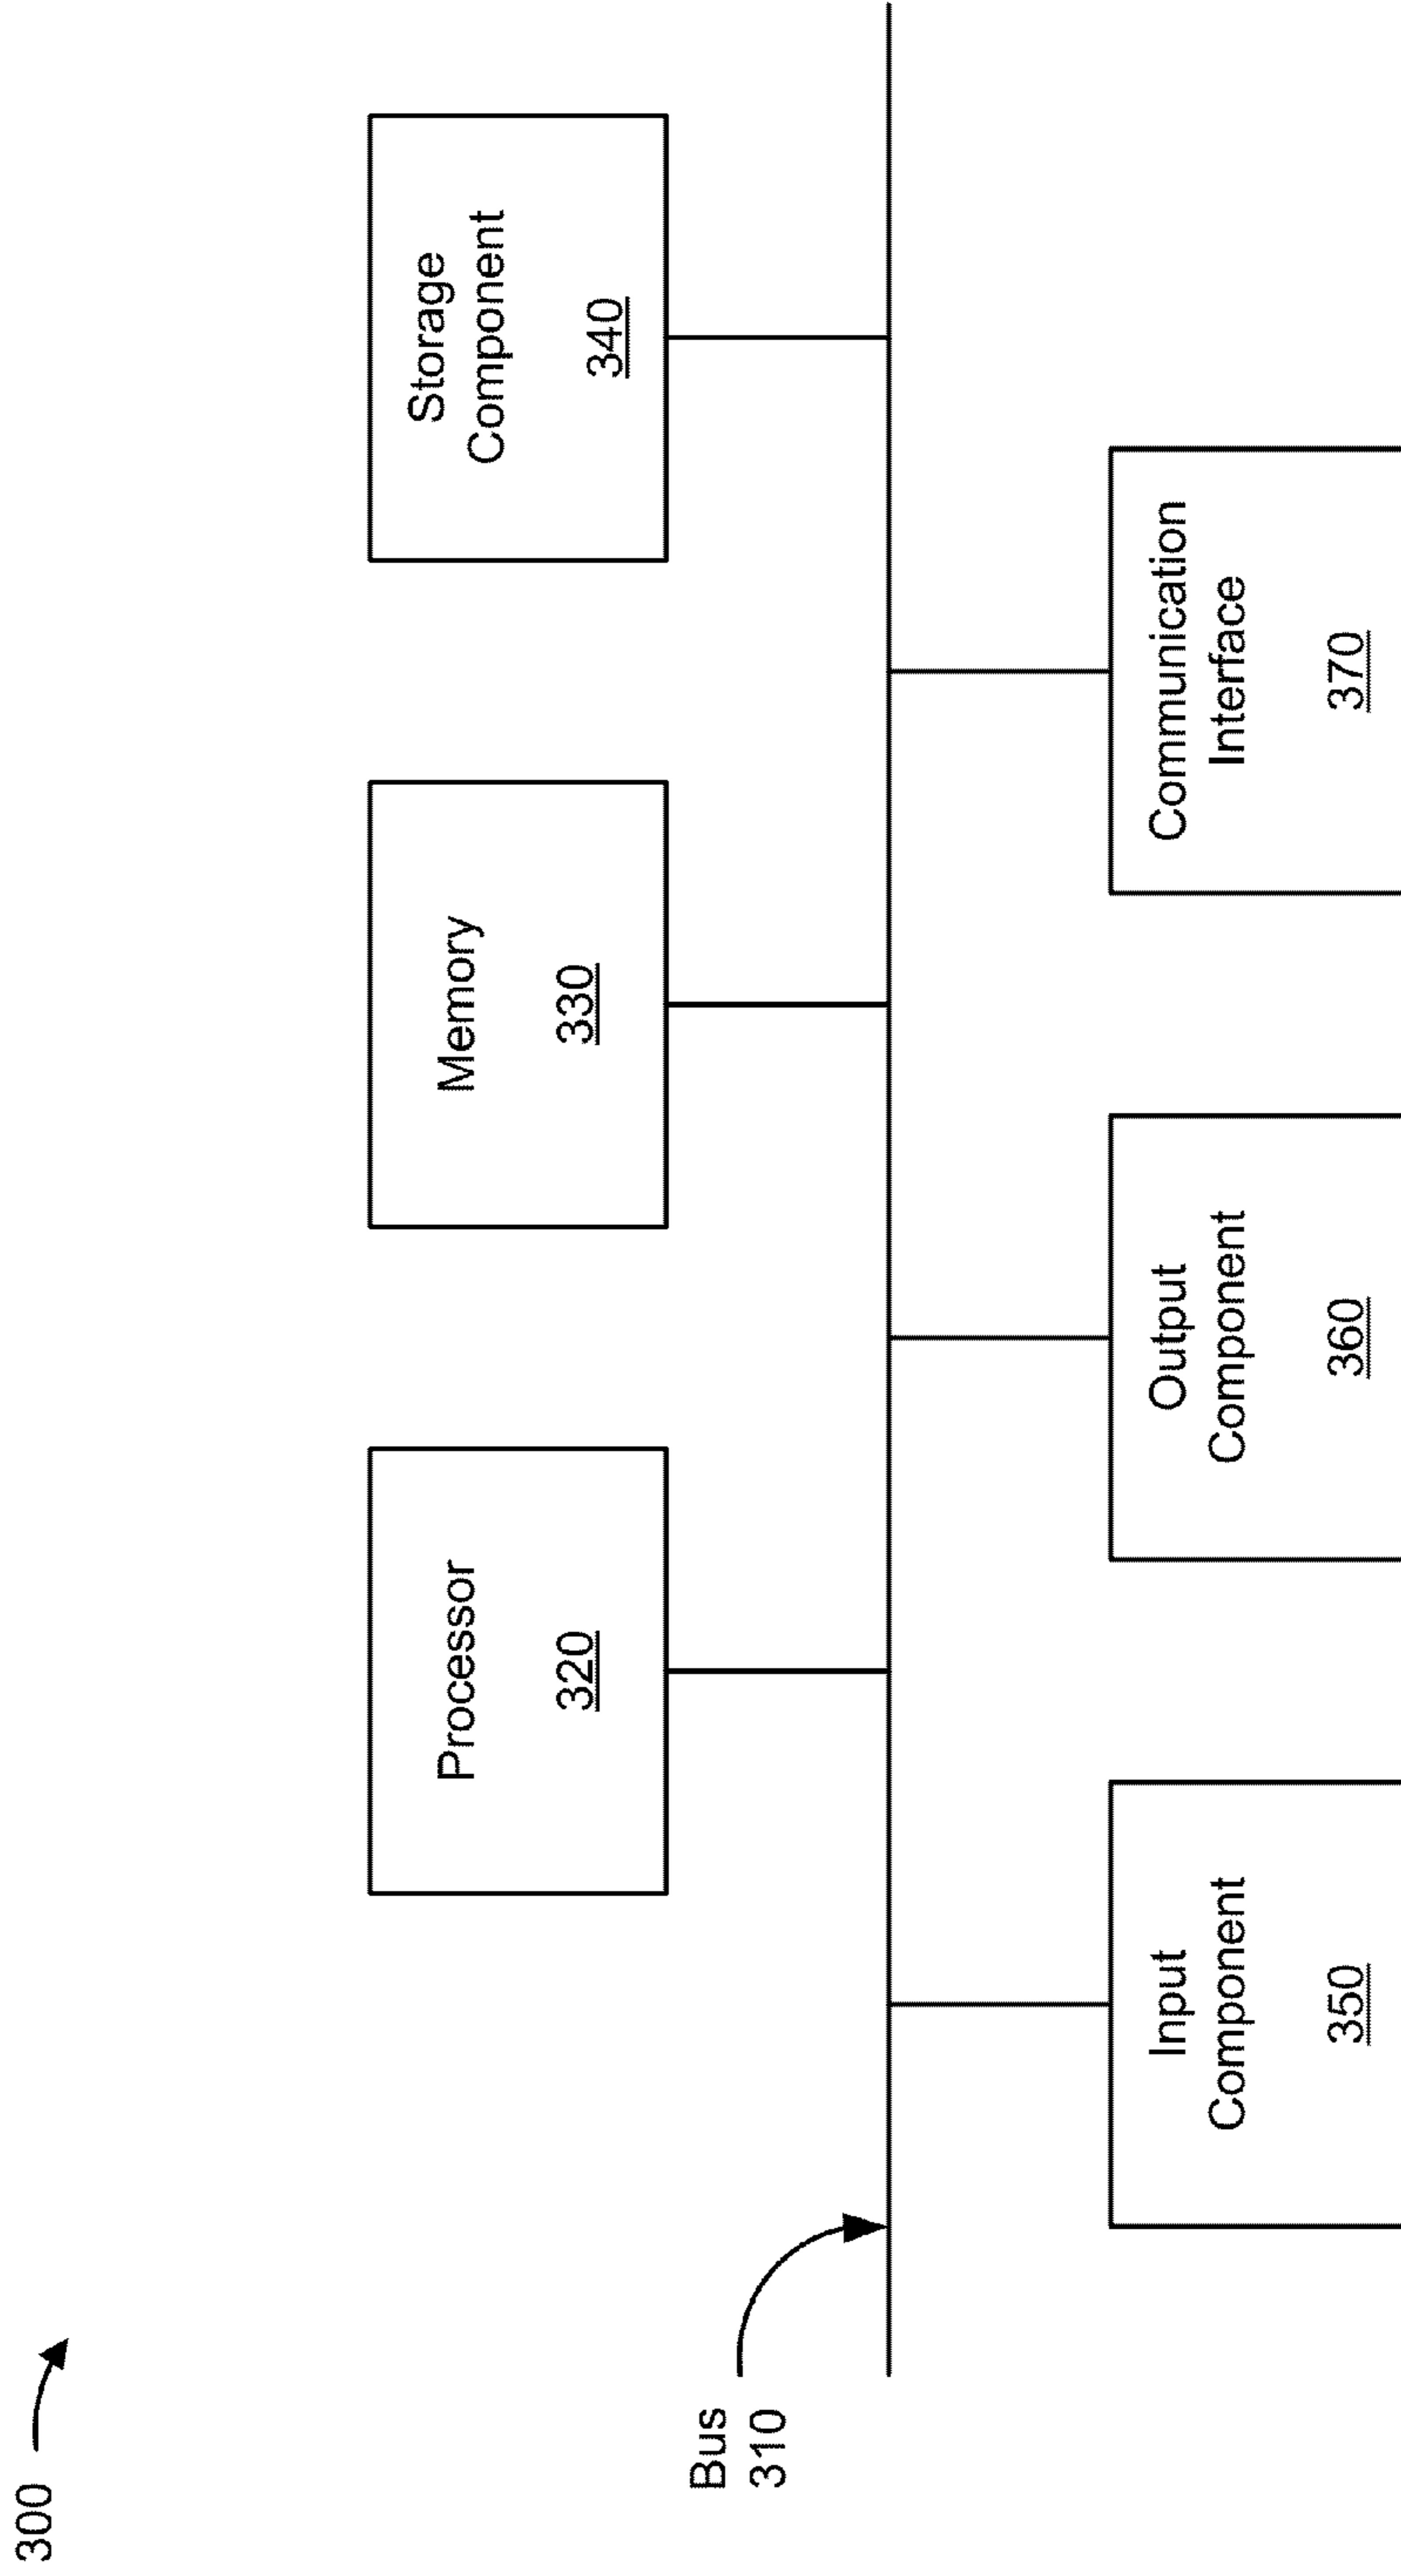 300
Processor
320
Memory
330
Storage
Component
340
Bus
310
Input
Component
350
Output
Component
360
Communication
Interface
370